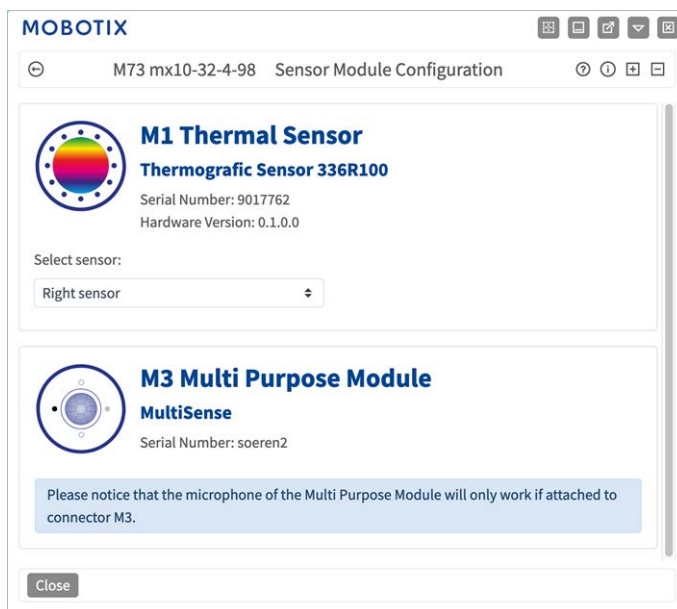 MOBOTIX
M73 mx10-32-4-98 Sensor Module Configuration
M1 Thermal Sensor
Thermografic Sensor 336R100
Serial Number: 9017762
Hardware Version: 0.1.0.0
Select sensor:
Right sensor
M3 Multi Purpose Module
MultiSense
Serial Number: soeren2
Please notice that the microphone of the Multi Purpose Module will only work if attached to
connector M3.
Close